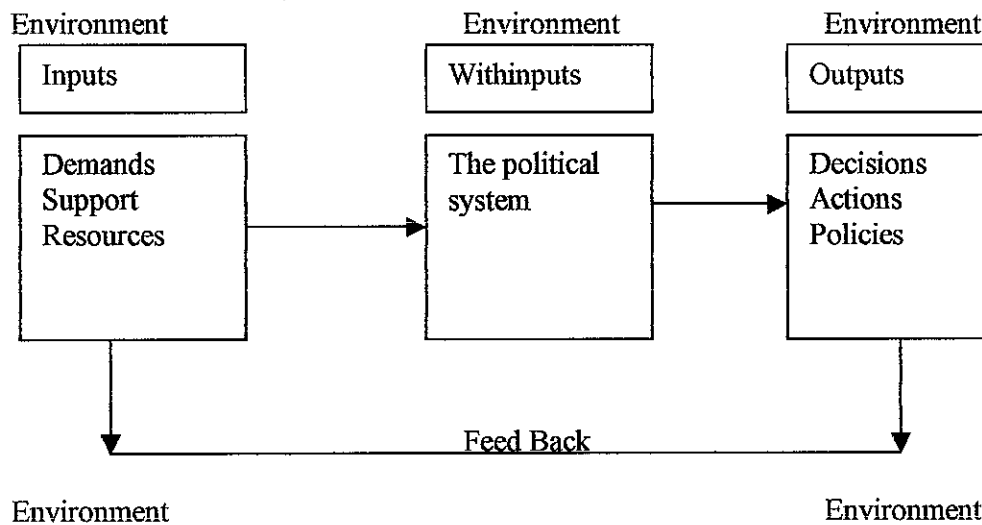 Environment Environment Environment
Inputs Withinputs Outputs
Demands
Support
Resources
The political
system
Decisions
Actions
Policies
Feed Back
Environment Environment